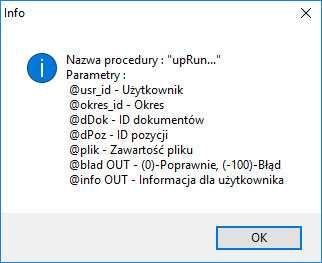 Info
Nazwa procedury : "upRun..."
Parametry :
@usr_id - Użytkownik
@okres_id - Okres
@dDok - ID dokumentów
@dPoz - ID pozycji
@plik - Zawartość pliku
@blad OUT - (0)-Poprawnie, (-100)-Błąd
@info OUT - Informacja dla użytkownika
OK